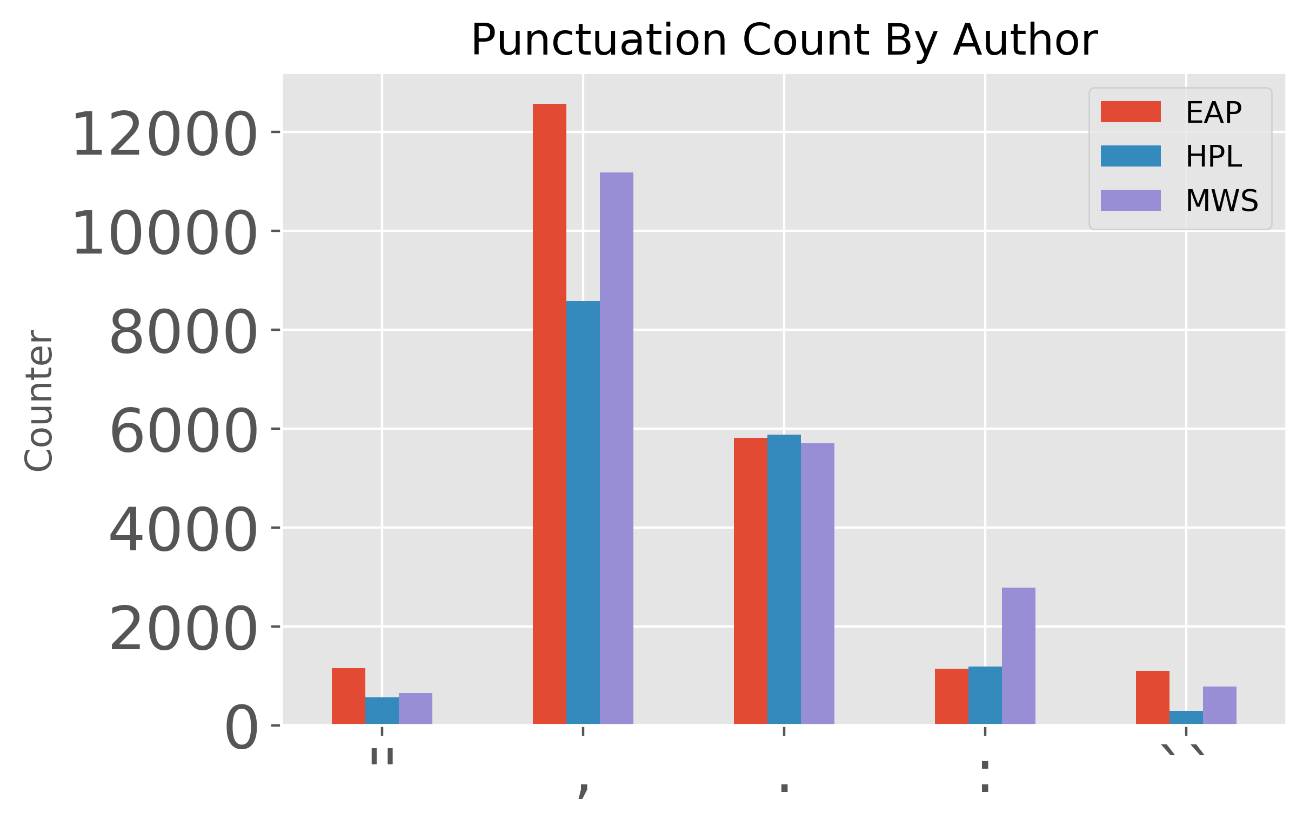 Punctuation Count By Author
EAP
HPL
MWS
12000
10000
8000
6000
4000
2000
0
Counter
" , . : ``